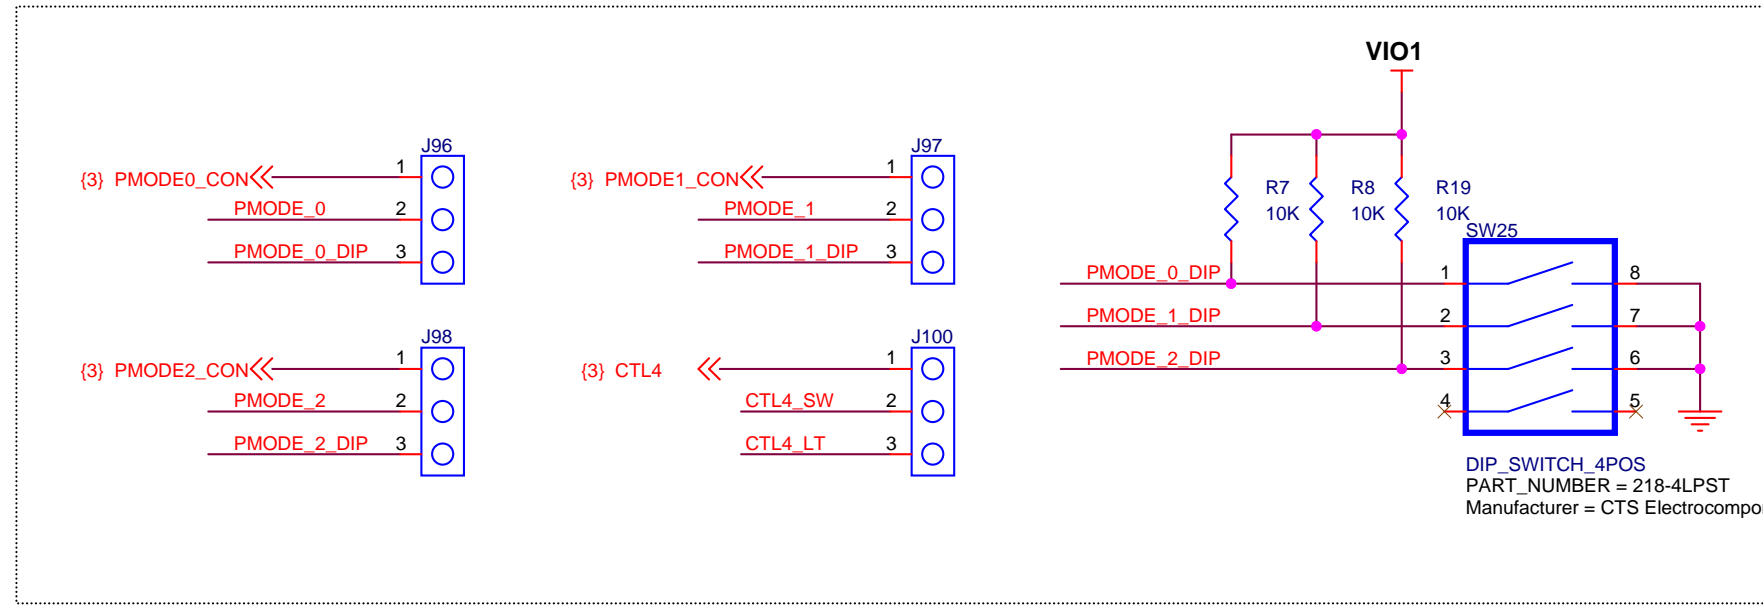 VIO1
J96
{3} PMODE0_CON 1
PMODE_0 2
PMODE_0_DIP 3
J97
{3} PMODE1_CON 1
PMODE_1 2
PMODE_1_DIP 3
J98
{3} PMODE2_CON 1
PMODE_2 2
PMODE_2_DIP 3
J100
{3} CTL4 1
CTL4_SW 2
CTL4_LT 3
R7
10K
R8
10K
R19
10K
SW25
PMODE_0_DIP 1 8
PMODE_1_DIP 2 7
PMODE_2_DIP 3 6
4 5
DIP_SWITCH_4POS
PART_NUMBER = 218-4LPST
Manufacturer = CTS